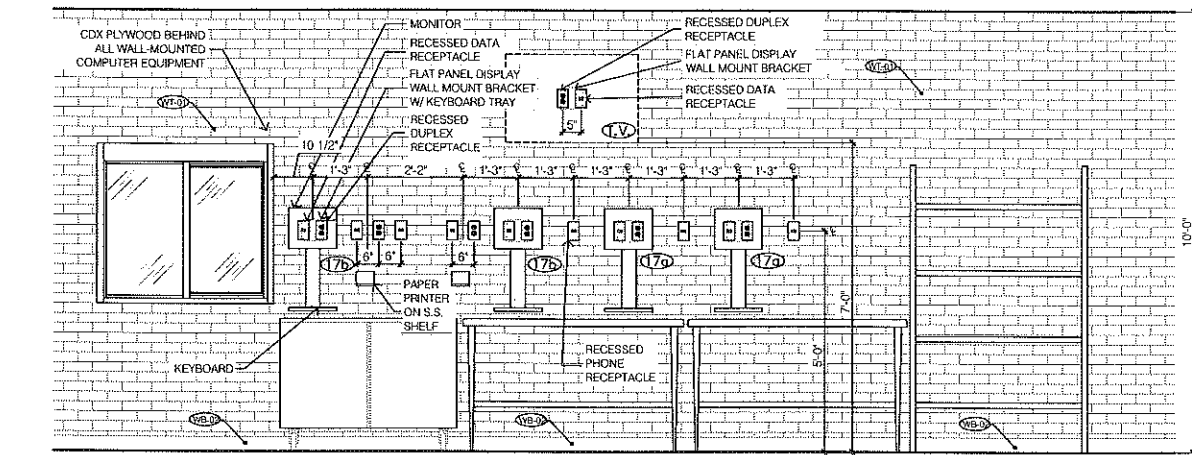 CDX PLYWOOD BEHIND
ALL WALL-MOUNTED
COMPUTER EQUIPMENT
MONITOR
RECESSED DATA
RECEPTACLE
FLAT PANEL DISPLAY
WALL MOUNT BRACKET
W/ KEYBOARD TRAY
RECESSED
DUPLEX
RECEPTACLE
RECESSED DUPLEX
RECEPTACLE
FLAT PANEL DISPLAY
WALL MOUNT BRACKET
RECESSED DATA
RECEPTACLE
WT-01
WT-01
5"
T.V.
10 1/2"
1'-3"
2'-2"
1'-3"
1'-3"
1'-3"
1'-3"
1'-3"
17b
6"
6"
6"
17b
17a
17a
PAPER
PRINTER
ON S.S.
SHELF
KEYBOARD
RECESSED
PHONE
RECEPTACLE
7'-0"
5'-0"
10'-0"
WB-02
WB-02